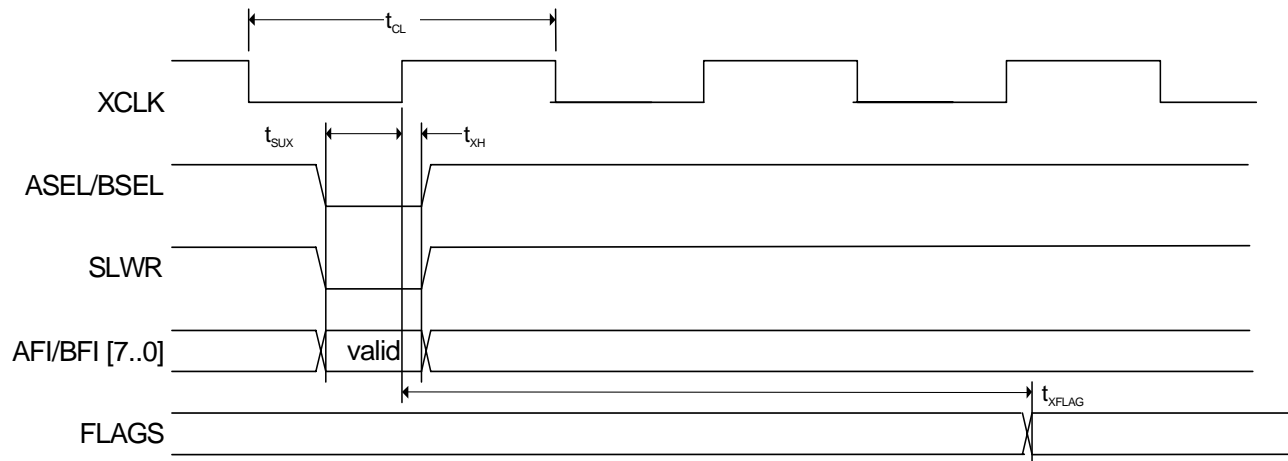 tCL
XCLK
tSUX tXH
ASEL/BSEL
SLWR
AFI/BFI [7..0] valid
tXFLAG
FLAGS